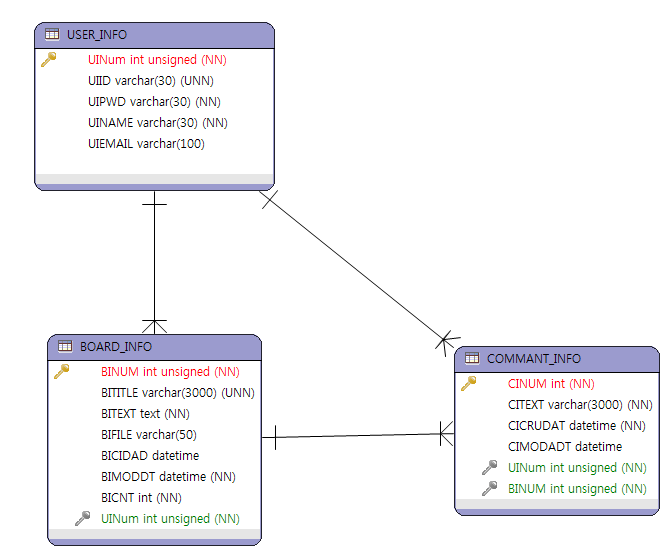 USER_INFO
UINum int unsigned (NN)
UIID varchar(30) (UNN)
UIPWD varchar(30) (NN)
UINAME varchar(30) (NN)
UIEMAIL varchar(100)
BOARD_INFO
BINUM int unsigned (NN)
BITITLE varchar(3000) (UNN)
BITEXT text (NN)
BIFILE varchar(50)
BICIDAD datetime
BIMODDT datetime (NN)
BICNT int (NN)
UINum int unsigned (NN)
COMMANT_INFO
CINUM int (NN)
CITEXT varchar(3000) (NN)
CICRUDAT datetime (NN)
CIMODADT datetime
UINum int unsigned (NN)
BINUM int unsigned (NN)